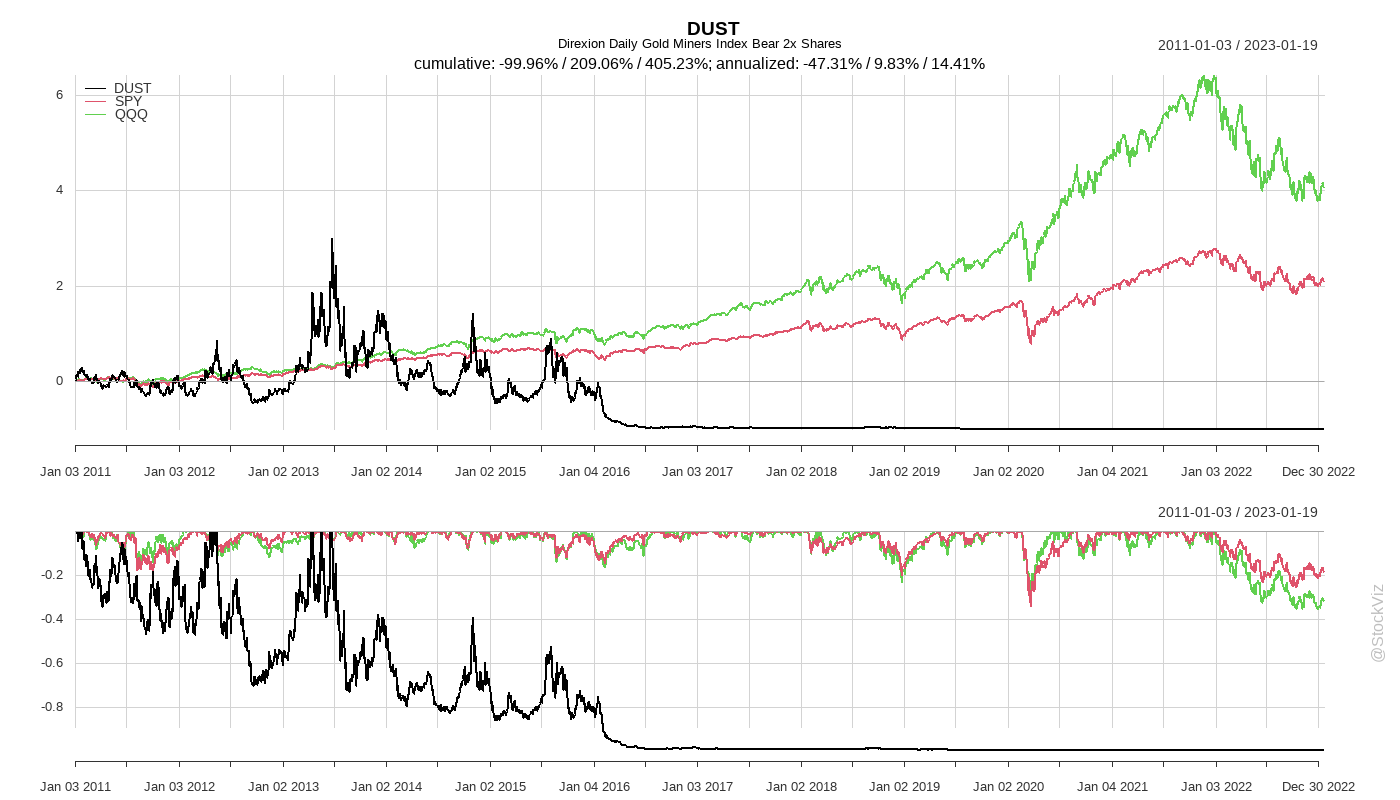 DUST
Direxion Daily Gold Miners Index Bear 2x Shares
2011-01-03 / 2023-01-19
cumulative: -99.96% / 209.06% / 405.23%; annualized: -47.31% / 9.83% / 14.41%
DUST
SPY
QQQ
6
4
2
0
Jan 03 2011 Jan 03 2012 Jan 02 2013 Jan 02 2014 Jan 02 2015 Jan 04 2016 Jan 03 2017 Jan 02 2018 Jan 02 2019 Jan 02 2020 Jan 04 2021 Jan 03 2022 Dec 30 2022
2011-01-03 / 2023-01-19
-0.2
-0.4
-0.6
-0.8
Jan 03 2011 Jan 03 2012 Jan 02 2013 Jan 02 2014 Jan 02 2015 Jan 04 2016 Jan 03 2017 Jan 02 2018 Jan 02 2019 Jan 02 2020 Jan 04 2021 Jan 03 2022 Dec 30 2022
@StockViz